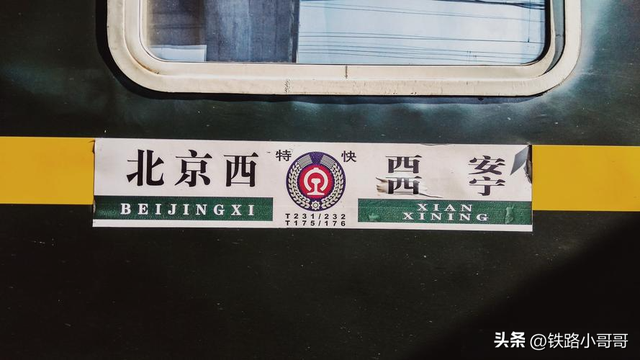 北京西
BEIJINGXI
特 快
T231/232
T175/176
西 安
西 宁
XIAN
XINING
头条 @铁路小哥哥